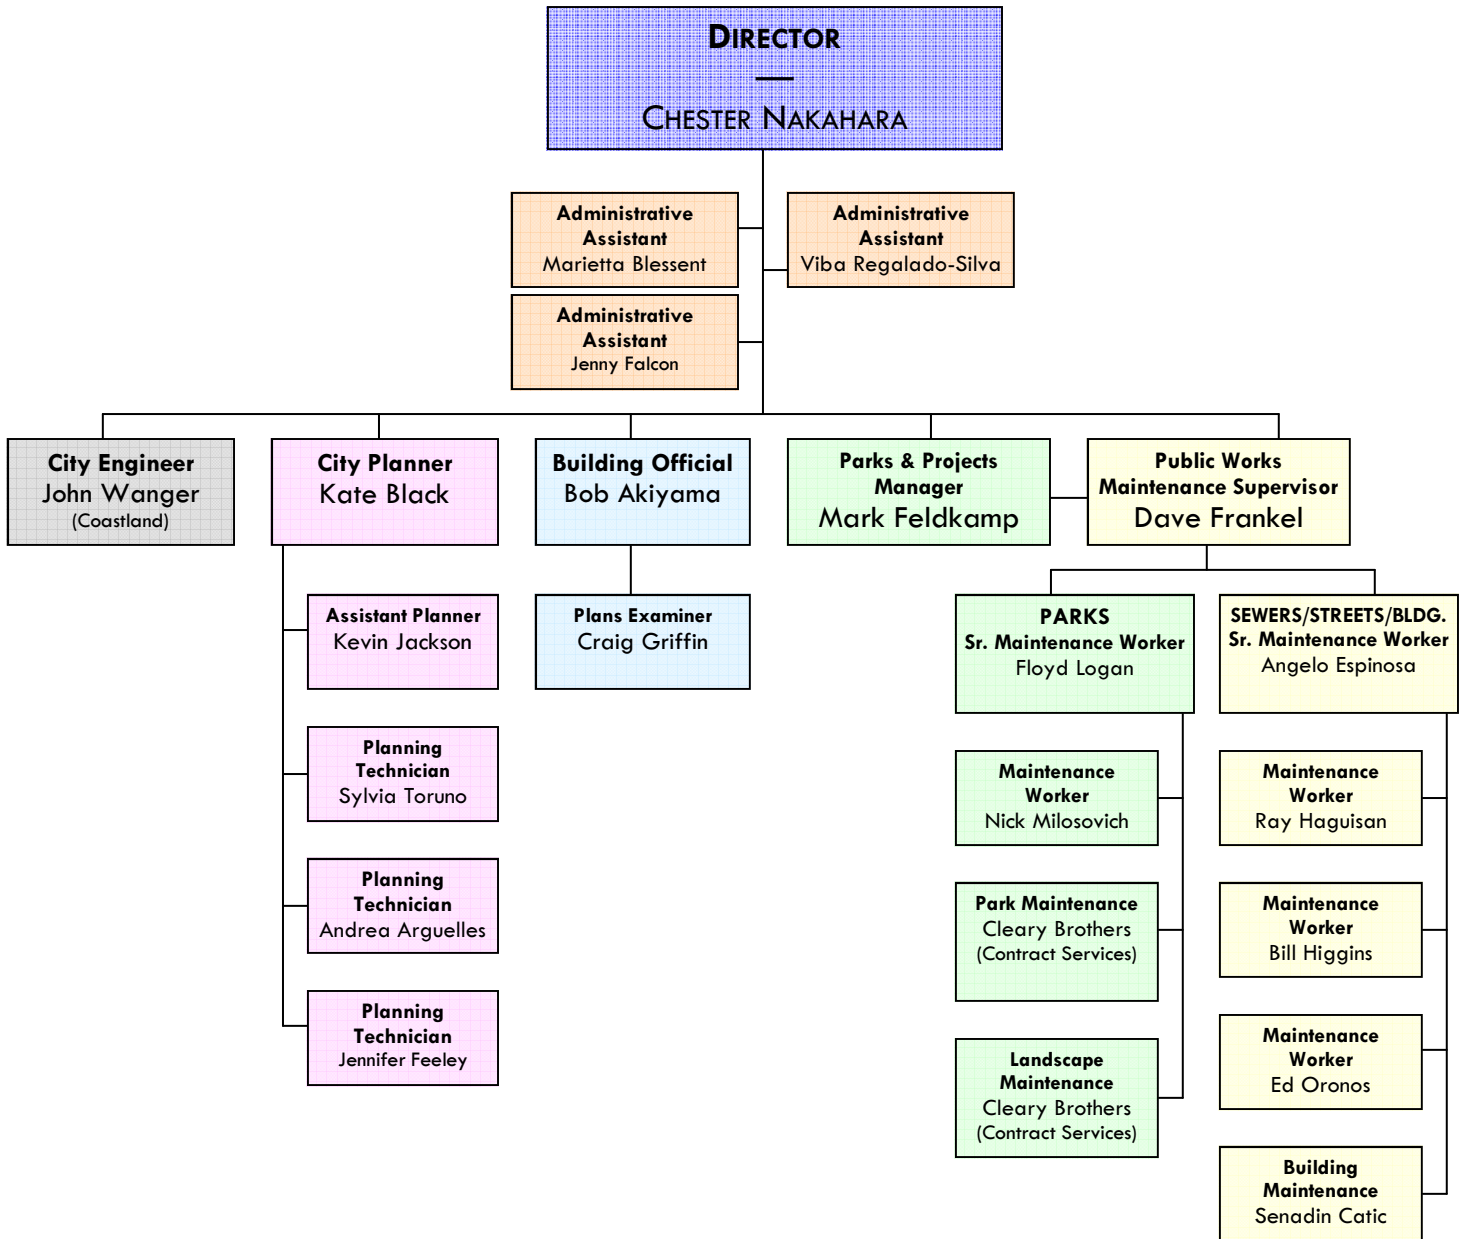 DIRECTOR
CHESTER NAKAHARA
Administrative
Assistant
Marietta Blessent
Administrative
Assistant
Viba Regalado-Silva
Administrative
Assistant
Jenny Falcon
City Engineer
John Wanger
(Coastland)
City Planner
Kate Black
Building Official
Bob Akiyama
Parks & Projects
Manager
Mark Feldkamp
Public Works
Maintenance Supervisor
Dave Frankel
Assistant Planner
Kevin Jackson
Planning
Technician
Sylvia Toruno
Planning
Technician
Andrea Arguelles
Planning
Technician
Jennifer Feeley
Plans Examiner
Craig Griffin
PARKS
Sr. Maintenance Worker
Floyd Logan
Maintenance
Worker
Nick Milosovich
Park Maintenance
Cleary Brothers
(Contract Services)
Landscape
Maintenance
Cleary Brothers
(Contract Services)
SEWERS/STREETS/BLDG.
Sr. Maintenance Worker
Angelo Espinosa
Maintenance
Worker
Ray Haguisan
Maintenance
Worker
Bill Higgins
Maintenance
Worker
Ed Oronos
Building
Maintenance
Senadin Catic